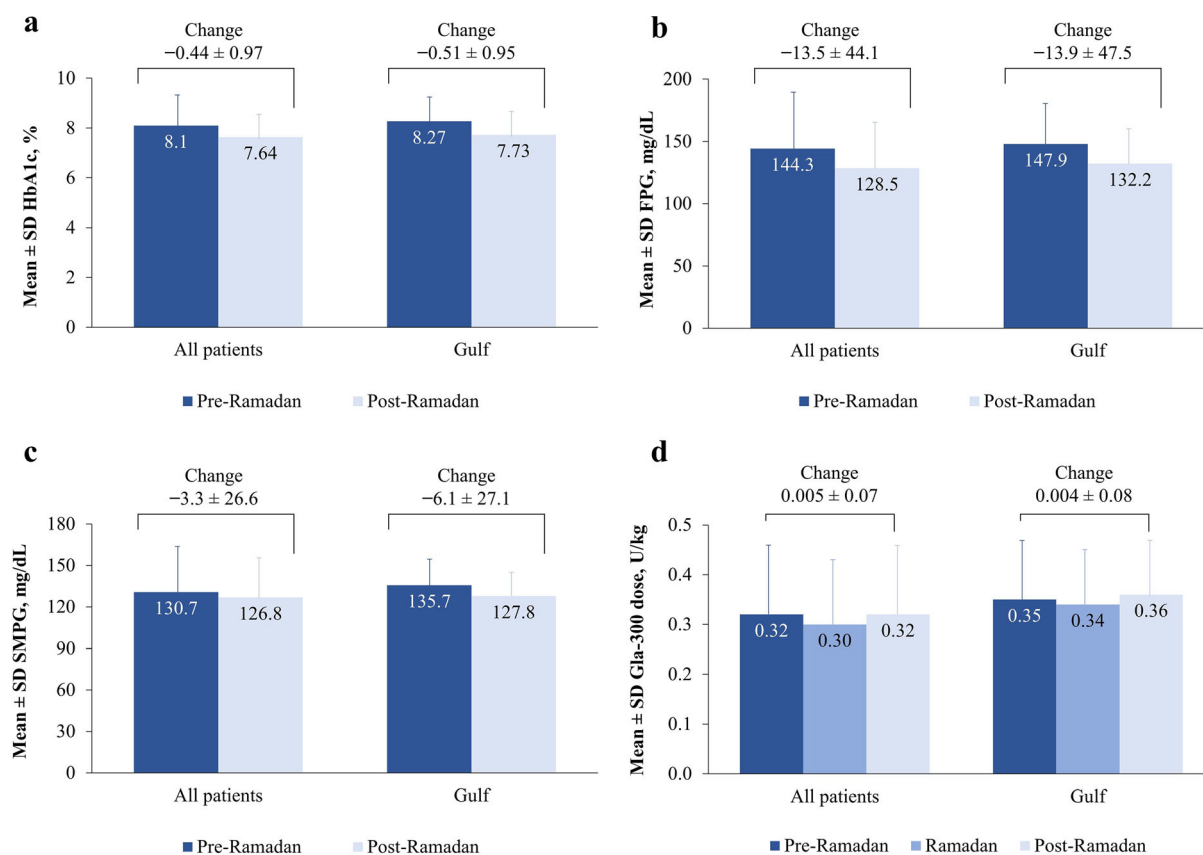 a
Change
−0.44 ± 0.97
Change
−0.51 ± 0.95
Mean ± SD HbA1c, %
10
8
6
4
2
0
8.1
7.64
8.27
7.73
All patients
Gulf
Pre-Ramadan
Post-Ramadan
b
Change
−13.5 ± 44.1
Change
−13.9 ± 47.5
Mean ± SD FPG, mg/dL
200
150
100
50
0
144.3
128.5
147.9
132.2
All patients
Gulf
Pre-Ramadan
Post-Ramadan
c
Change
−3.3 ± 26.6
Change
−6.1 ± 27.1
Mean ± SD SMPG, mg/dL
180
150
120
90
60
30
0
130.7
126.8
135.7
127.8
All patients
Gulf
Pre-Ramadan
Post-Ramadan
d
Change
0.005 ± 0.07
Change
0.004 ± 0.08
Mean ± SD Gla-300 dose, U/kg
0.5
0.4
0.3
0.2
0.1
0.0
0.32
0.30
0.32
0.35
0.34
0.36
All patients
Gulf
Pre-Ramadan
Ramadan
Post-Ramadan